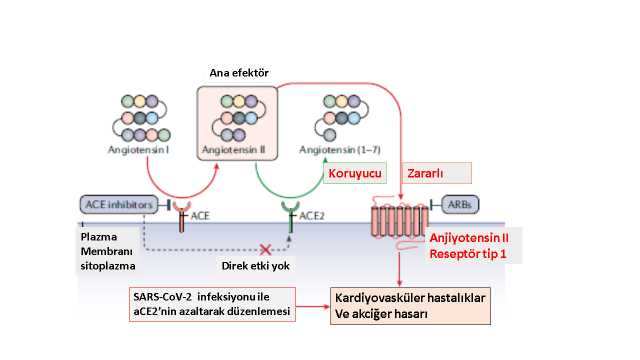 Ana efektör
Angiotensin I
Angiotensin II
Angiotensin (1–7)
Koruyucu
Zararlı
ACE inhibitors
ACE
ACE2
ARBs
Plazma
Membranı
sitoplazma
Direk etki yok
Anjiyotensin II
Reseptör tip 1
SARS-CoV-2 infeksiyonu ile
aCE2’nin azaltarak düzenlemesi
Kardiyovasküler hastalıklar
Ve akciğer hasarı